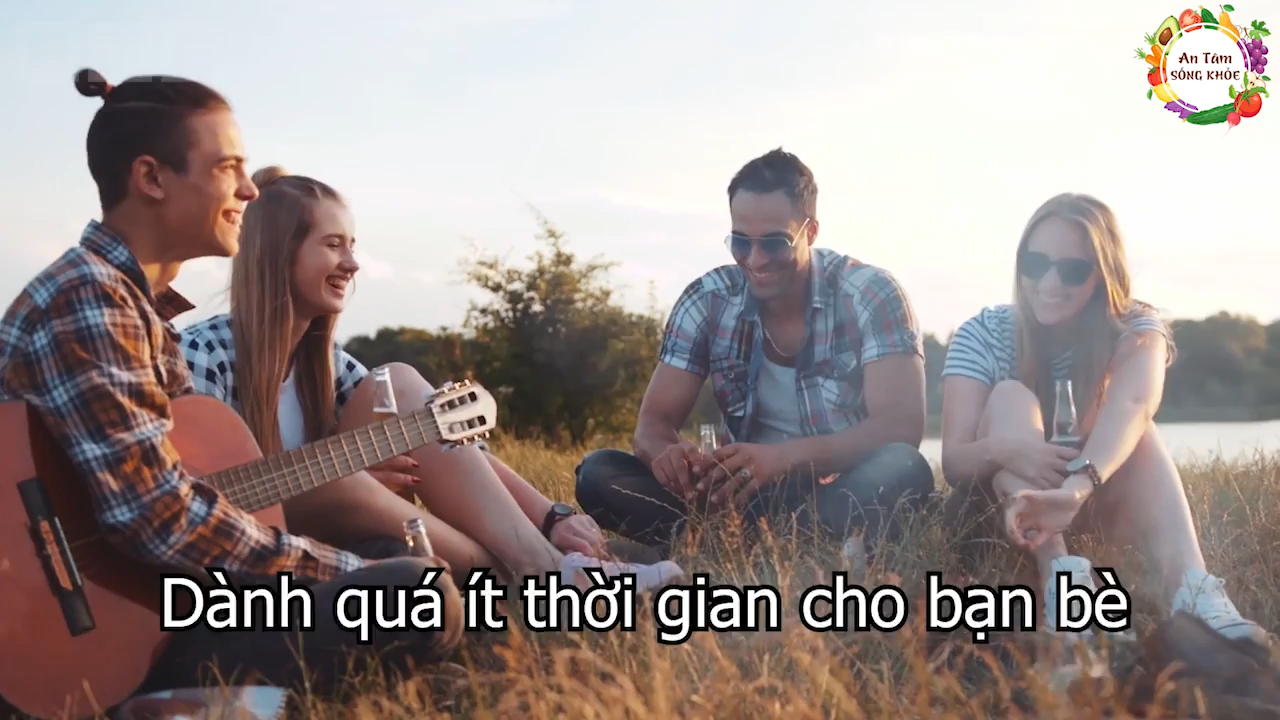 An Tâm
SỐNG KHỎE
Dành quá ít thời gian cho bạn bè